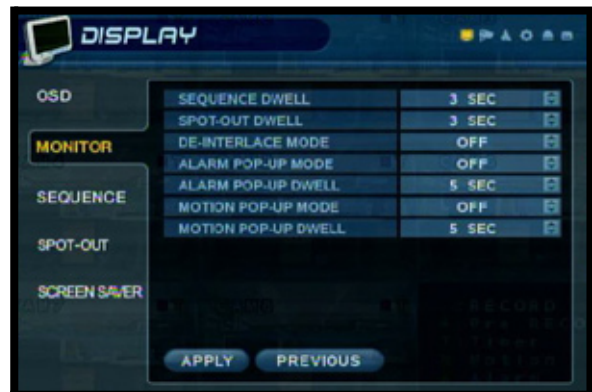 DISPLAY
OSD
MONITOR
SEQUENCE
SPOT-OUT
SCREEN SAVER
SEQUENCE DWELL 3 SEC
SPOT-OUT DWELL 3 SEC
DE-INTERLACE MODE OFF
ALARM POP-UP MODE OFF
ALARM POP-UP DWELL 5 SEC
MOTION POP-UP MODE OFF
MOTION POP-UP DWELL 5 SEC
RECORD
APPLY PREVIOUS